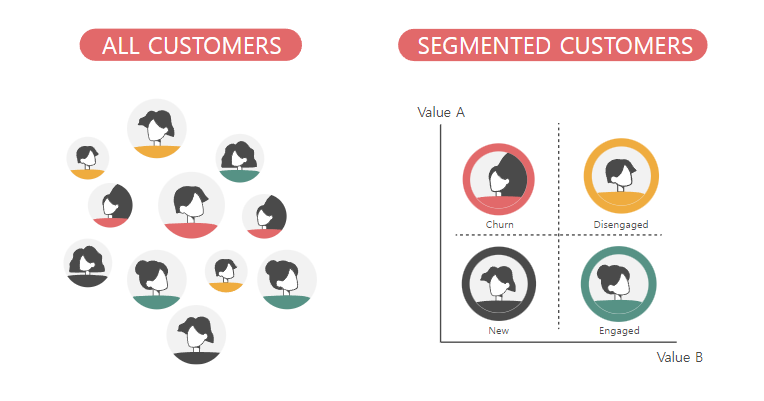 ALL CUSTOMERS
SEGMENTED CUSTOMERS
Value A
Churn
Disengaged
New
Engaged
Value B